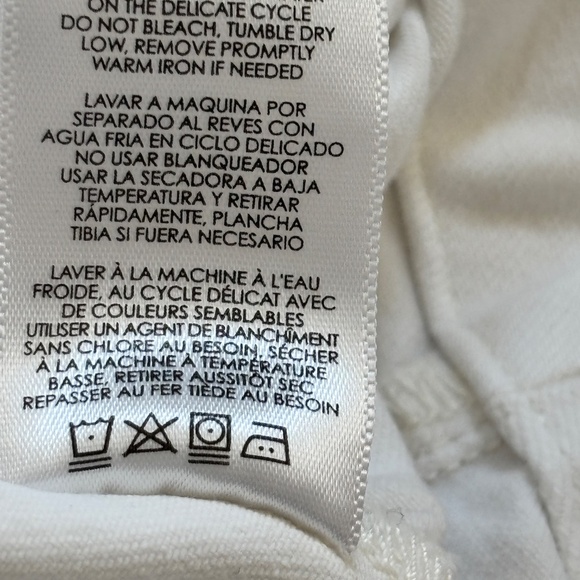 ON THE DELICATE CYCLE
DO NOT BLEACH, TUMBLE DRY
LOW, REMOVE PROMPTLY
WARM IRON IF NEEDED
LAVAR A MAQUINA POR
SEPARADO AL REVES CON
AGUA FRIA EN CICLO DELICADO
NO USAR BLANQUEADOR
USAR LA SECADORA A BAJA
TEMPERATURA Y RETIRAR
RÁPIDAMENTE, PLANCHA
TIBIA SI FUERA NECESARIO
LAVER À LA MACHINE À L'EAU
FROIDE, AU CYCLE DÉLICAT AVEC
DE COULEURS SEMBLABLES
UTILISER UN AGENT DE BLANCHÎMENT
SANS CHLORE AU BESOIN, SÉCHER
À LA MACHINE À TEMPÉRATURE
BASSE, RETIRER AUSSITÔT SEC
REPASSER AU FER TIÈDE AU BESOIN